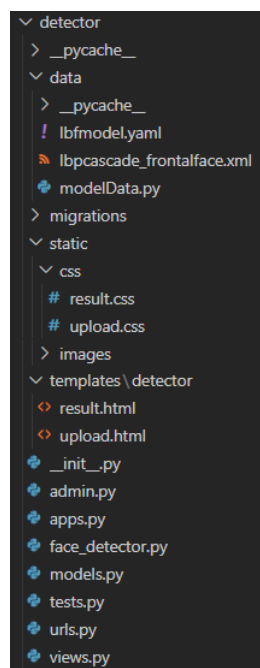 detector
__pycache__
data
__pycache__
! lbfmodel.yaml
lbpcascade_frontalface.xml
modelData.py
migrations
static
css
# result.css
# upload.css
images
templates\detector
<> result.html
<> upload.html
__init__.py
admin.py
apps.py
face_detector.py
models.py
tests.py
urls.py
views.py